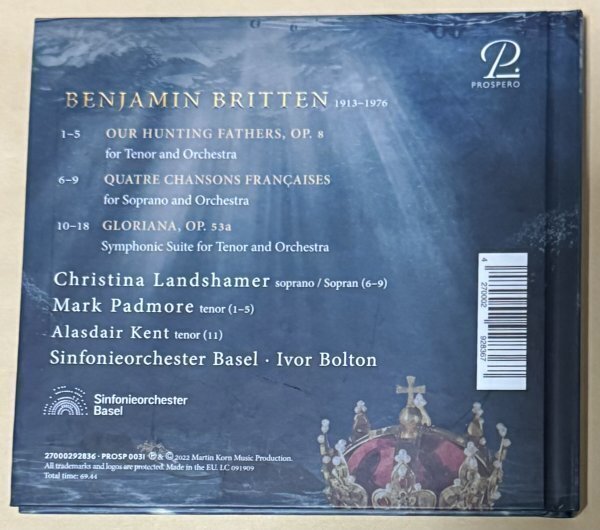 P.
PROSPERO
BENJAMIN BRITTEN 1913–1976
1–5 OUR HUNTING FATHERS, OP. 8
for Tenor and Orchestra
6–9 QUATRE CHANSONS FRANÇAISES
for Soprano and Orchestra
10–18 GLORIANA, OP. 53a
Symphonic Suite for Tenor and Orchestra
Christina Landshamer soprano / Sopran (6–9)
Mark Padmore tenor (1–5)
Alasdair Kent tenor (11)
Sinfonieorchester Basel · Ivor Bolton
Sinfonieorchester
Basel
27000292836 · PROSP 0031 ℗ & © 2022 Martin Korn Music Production.
All trademarks and logos are protected. Made in the EU. LC 091909
Total time: 69.44
4 270002 928367